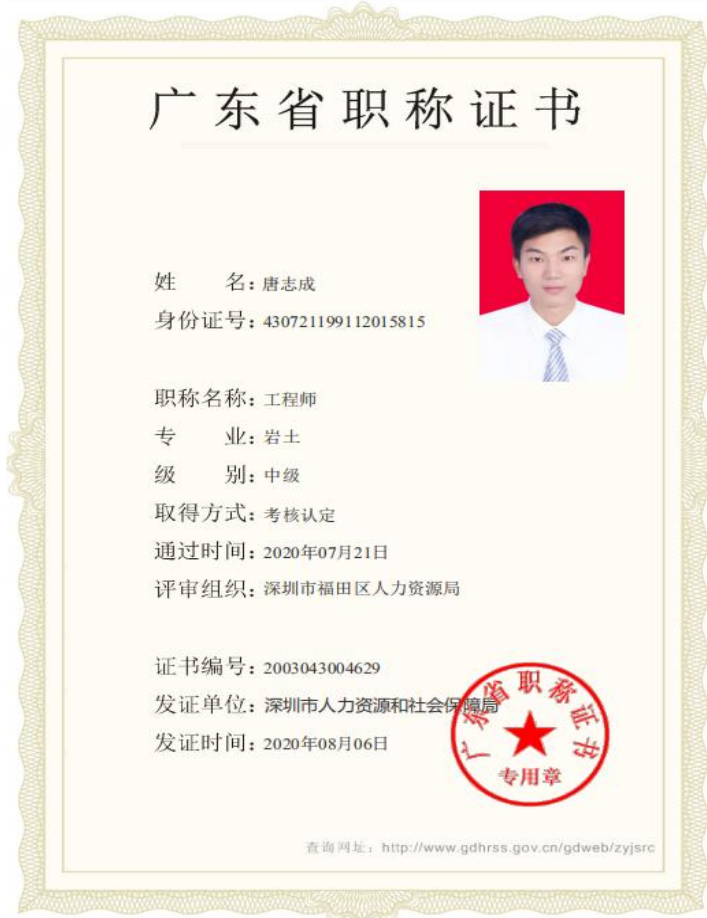 广东省职称证书
姓 名：唐志成
身份证号：430721199112015815
职称名称：工程师
专 业：岩土
级 别：中级
取得方式：考核认定
通过时间：2020年07月21日
评审组织：深圳市福田区人力资源局
证书编号：2003043004629
发证单位：深圳市人力资源和社会保障局
发证时间：2020年08月06日
广东省职称证书
专用章
查询网址：http://www.gdhrss.gov.cn/gdweb/zyjsrc